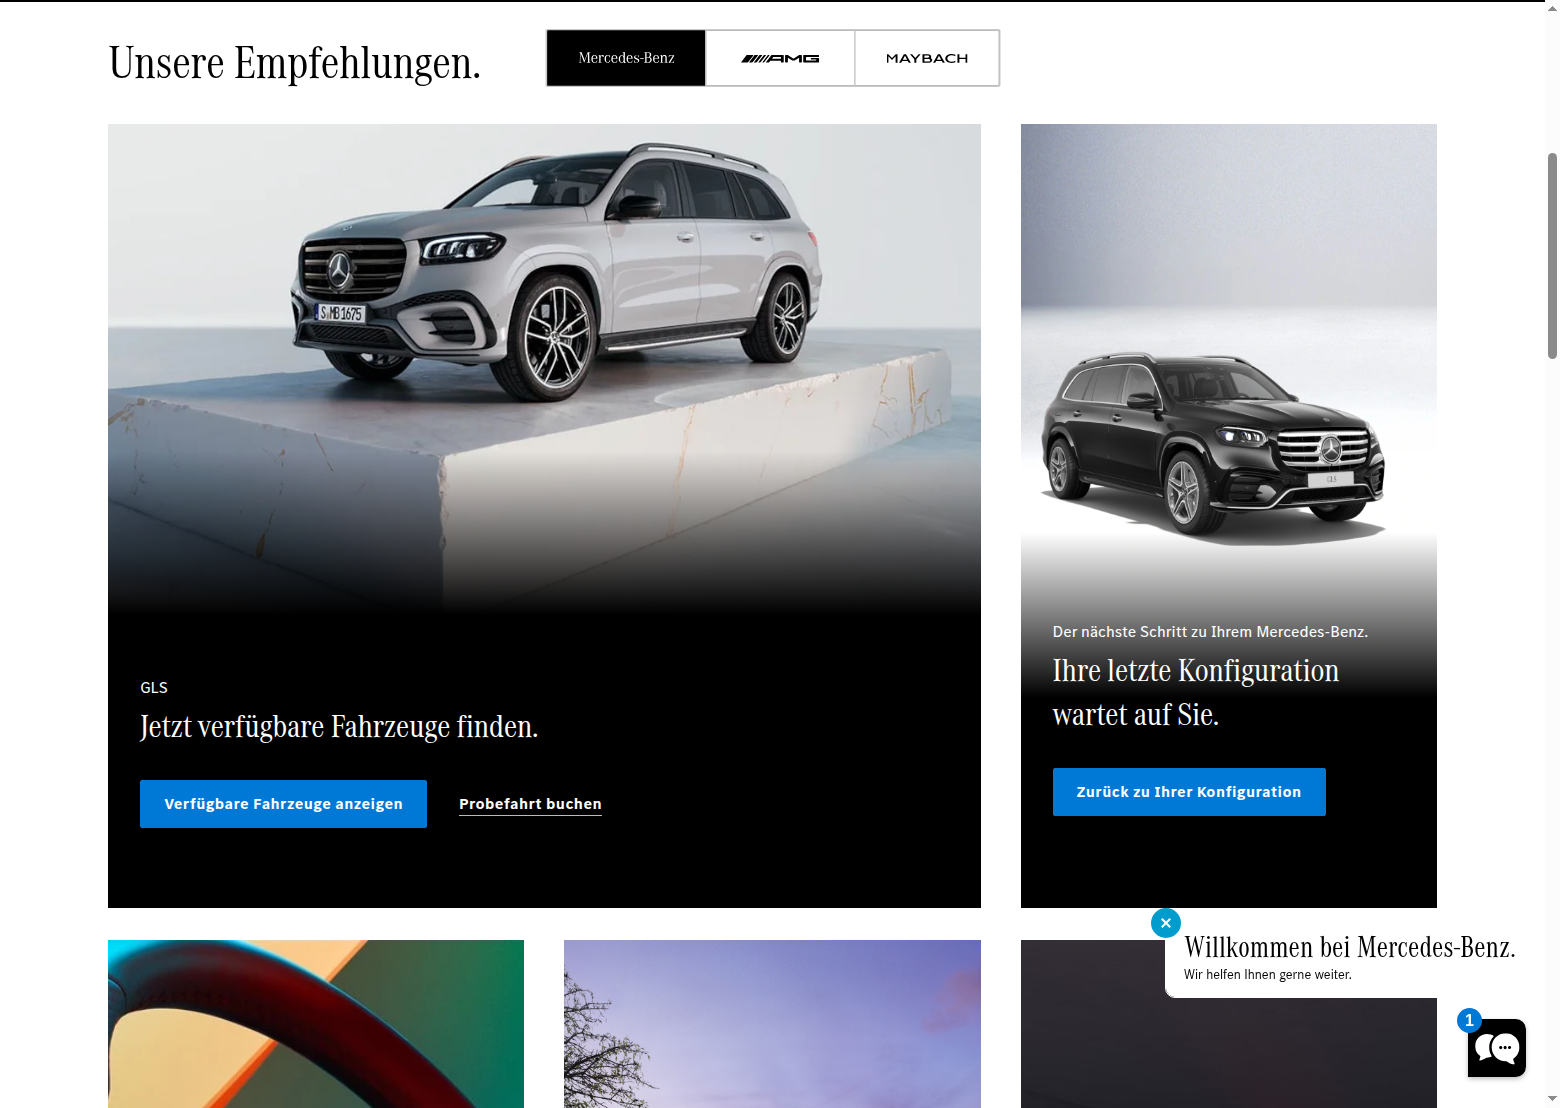 Unsere Empfehlungen.
Mercedes-Benz
AMG
MAYBACH
S MB 1675
GLS
GLS
Jetzt verfügbare Fahrzeuge finden.
Verfügbare Fahrzeuge anzeigen
Probefahrt buchen
Der nächste Schritt zu Ihrem Mercedes-Benz.
Ihre letzte Konfiguration
wartet auf Sie.
Zurück zu Ihrer Konfiguration
Willkommen bei Mercedes-Benz.
Wir helfen Ihnen gerne weiter.
1